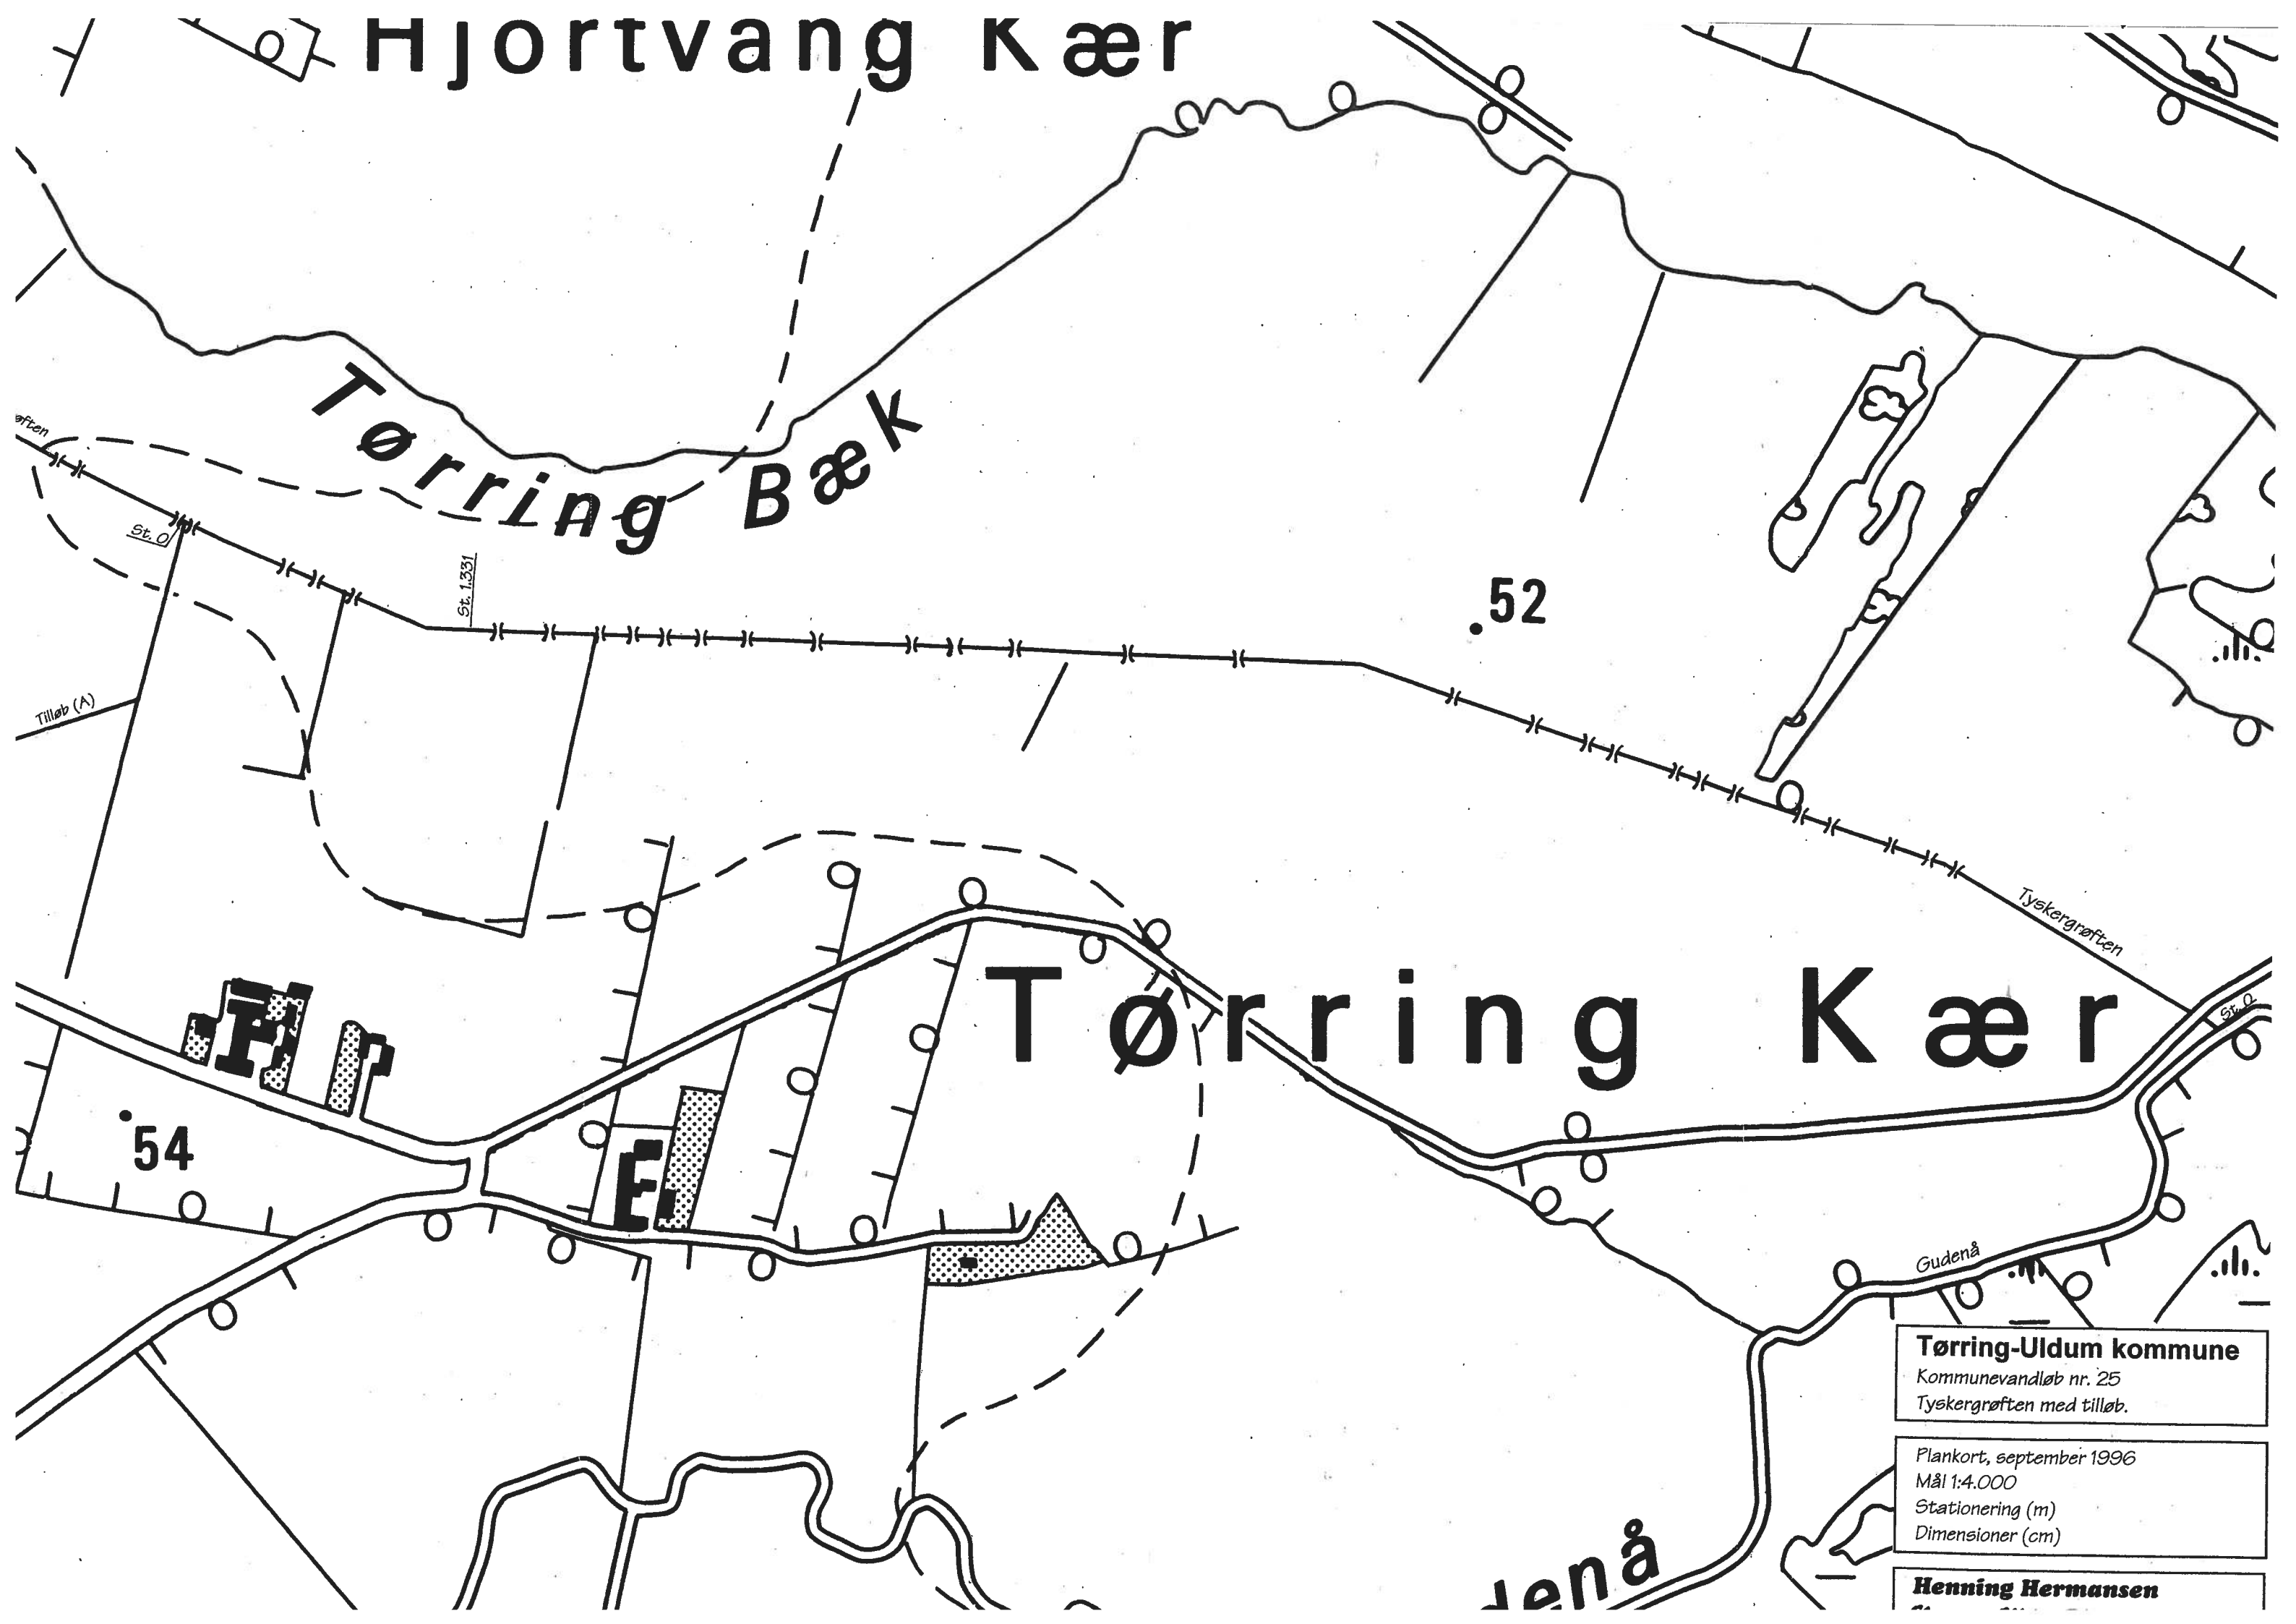 Hjortvang Kær
Tørring Bæk
øften
St. 0
St. 1.331
Tilløb (A)
.52
Tyskergrøften
Tørring Kær
St. 0
54
Gudenå
Tørring-Uldum kommune
Kommunevandløb nr. 25
Tyskergrøften med tilløb.
Plankort, september 1996
Mål 1:4.000
Stationering (m)
Dimensioner (cm)
denå
Henning Hermansen